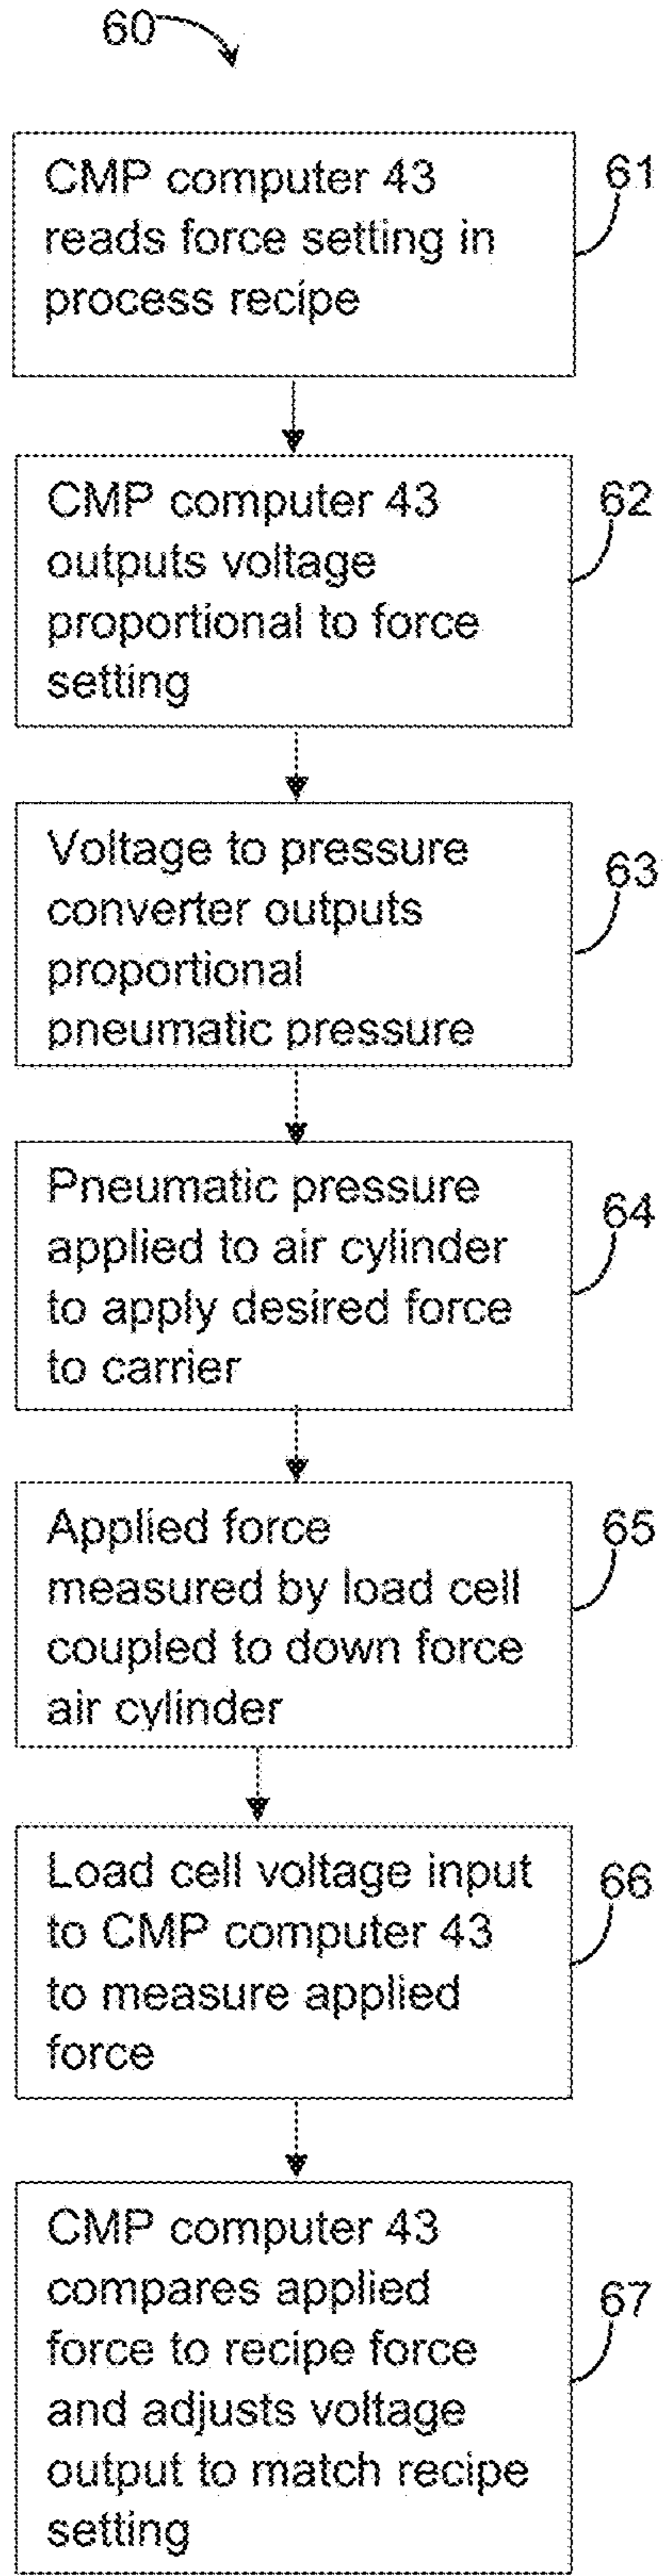 60
CMP computer 43
reads force setting in
process recipe
61
CMP computer 43
outputs voltage
proportional to force
setting
62
Voltage to pressure
converter outputs
proportional
pneumatic pressure
63
Pneumatic pressure
applied to air cylinder
to apply desired force
to carrier
64
Applied force
measured by load cell
coupled to down force
air cylinder
65
Load cell voltage input
to CMP computer 43
to measure applied
force
66
CMP computer 43
compares applied
force to recipe force
and adjusts voltage
output to match recipe
setting
67